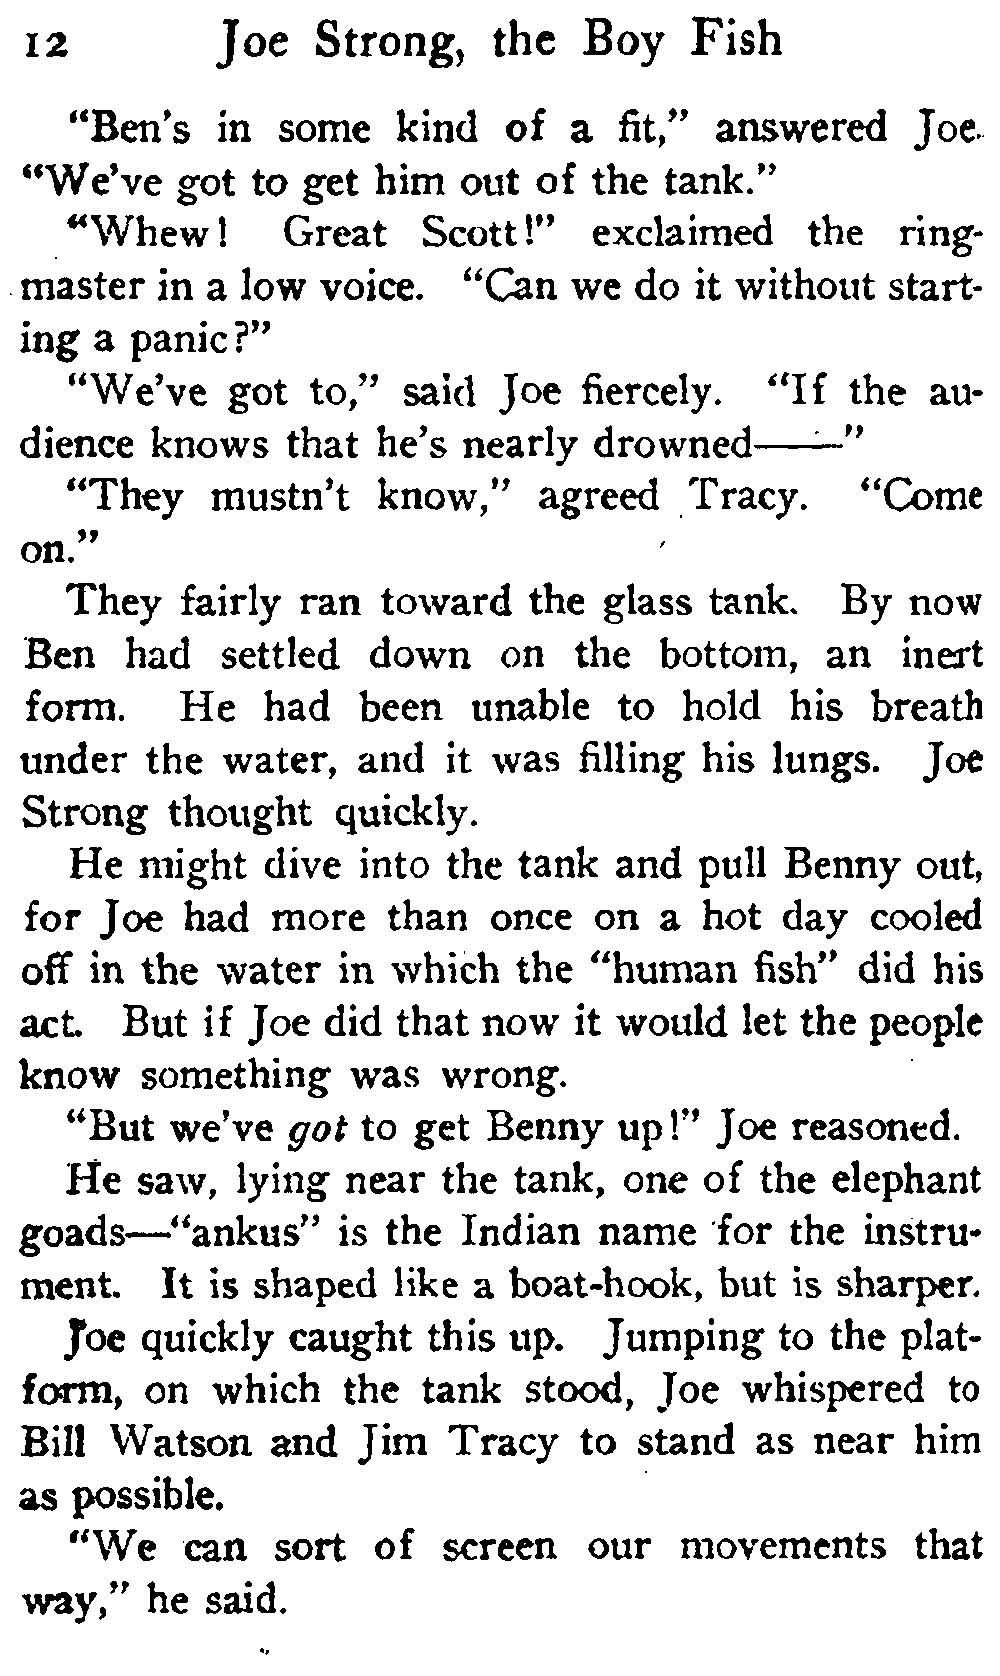 12 Joe Strong, the Boy Fish
“Ben’s in some kind of a fit,” answered Joe.
“We’ve got to get him out of the tank.”
“Whew! Great Scott!” exclaimed the ring-
master in a low voice. “Can we do it without start-
ing a panic?”
“We’ve got to,” said Joe fiercely. “If the au-
dience knows that he’s nearly drowned——”
“They mustn’t know,” agreed Tracy. “Come
on.”
They fairly ran toward the glass tank. By now
Ben had settled down on the bottom, an inert
form. He had been unable to hold his breath
under the water, and it was filling his lungs. Joe
Strong thought quickly.
He might dive into the tank and pull Benny out,
for Joe had more than once on a hot day cooled
off in the water in which the “human fish” did his
act. But if Joe did that now it would let the people
know something was wrong.
“But we’ve got to get Benny up!” Joe reasoned.
He saw, lying near the tank, one of the elephant
goads—“ankus” is the Indian name for the instru-
ment. It is shaped like a boat-hook, but is sharper.
Joe quickly caught this up. Jumping to the plat-
form, on which the tank stood, Joe whispered to
Bill Watson and Jim Tracy to stand as near him
as possible.
“We can sort of screen our movements that
way,” he said.